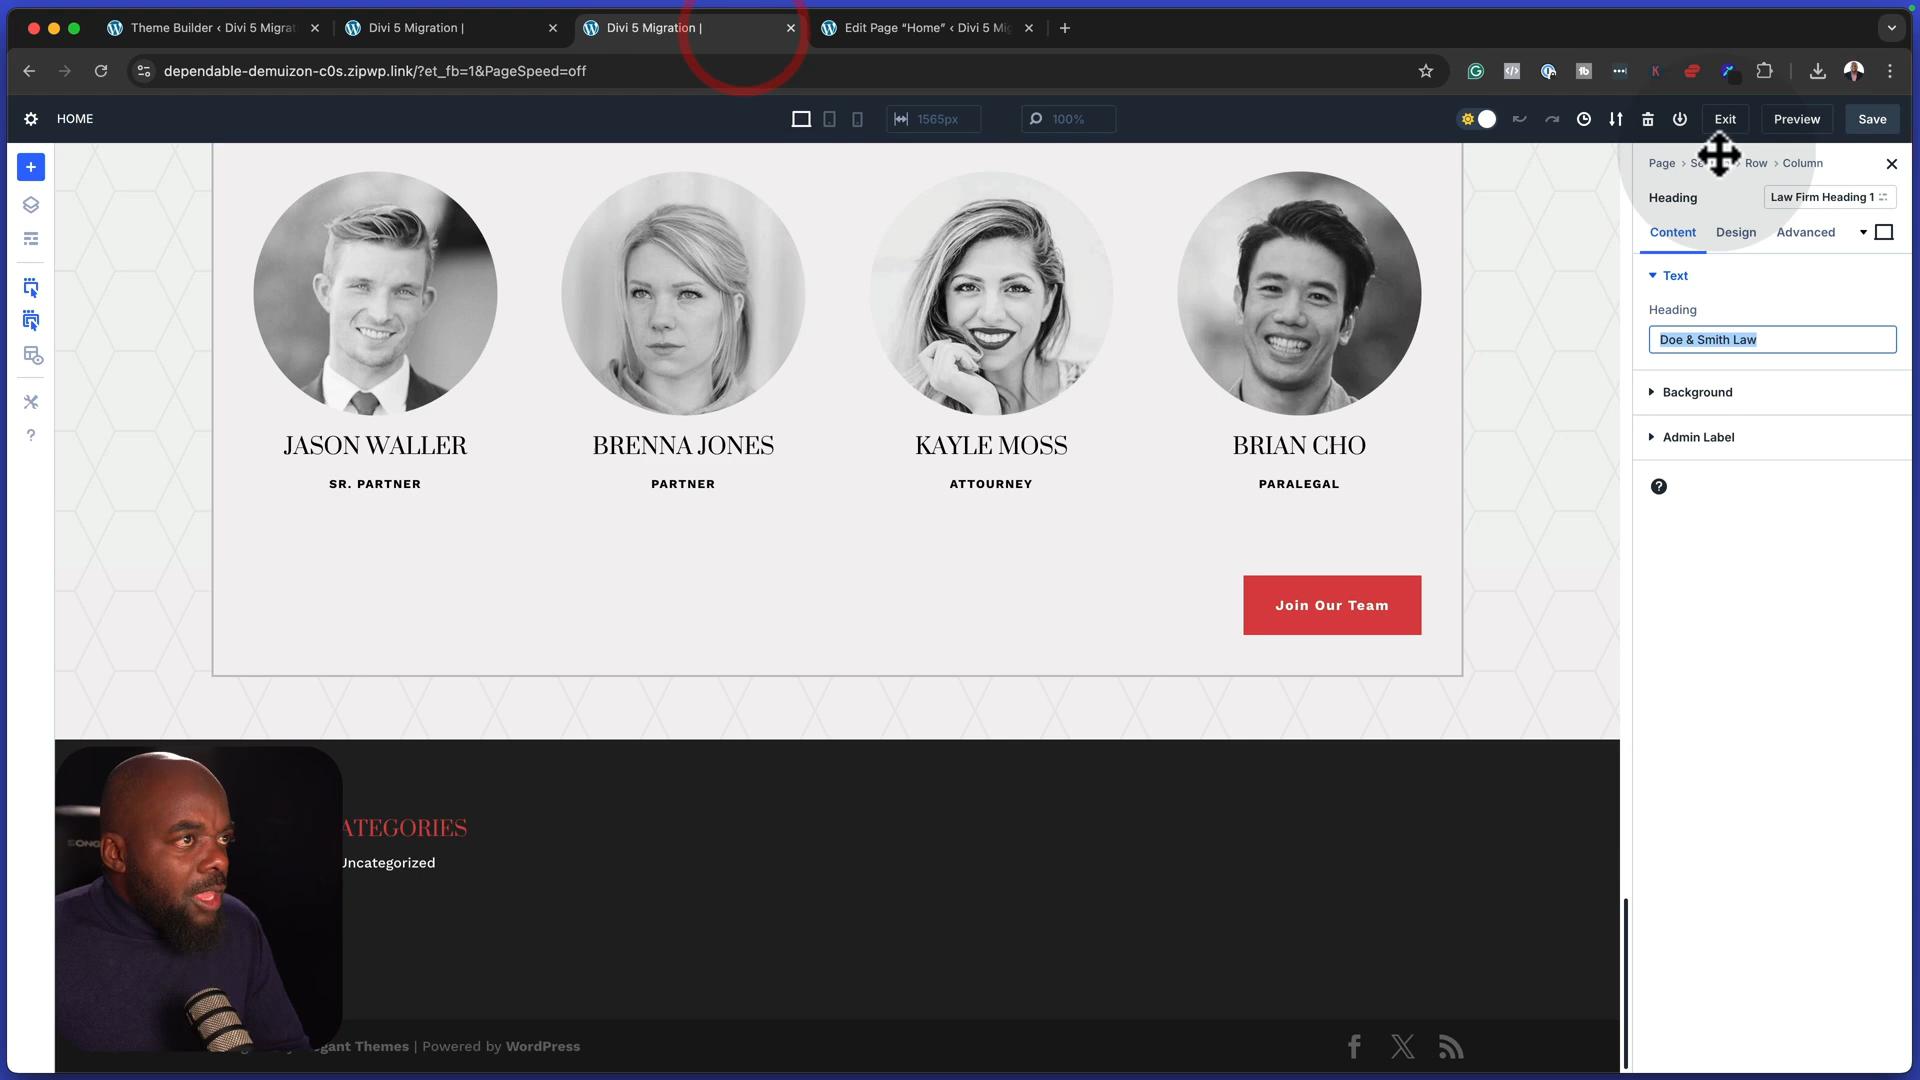 Theme Builder ‹ Divi 5 Migrat
Divi 5 Migration |
Divi 5 Migration |
Edit Page “Home” ‹ Divi 5 Mig
dependable-demuizon-c0s.zipwp.link/?et_fb=1&PageSpeed=off
HOME
1565px
100%
Exit
Preview
Save
Page › Se › Row › Column
Heading
Law Firm Heading 1
Content
Design
Advanced
Text
Heading
Doe & Smith Law
Background
Admin Label
JASON WALLER
SR. PARTNER
BRENNA JONES
PARTNER
KAYLE MOSS
ATTOURNEY
BRIAN CHO
PARALEGAL
Join Our Team
ATEGORIES
Uncategorized
gant Themes | Powered by WordPress